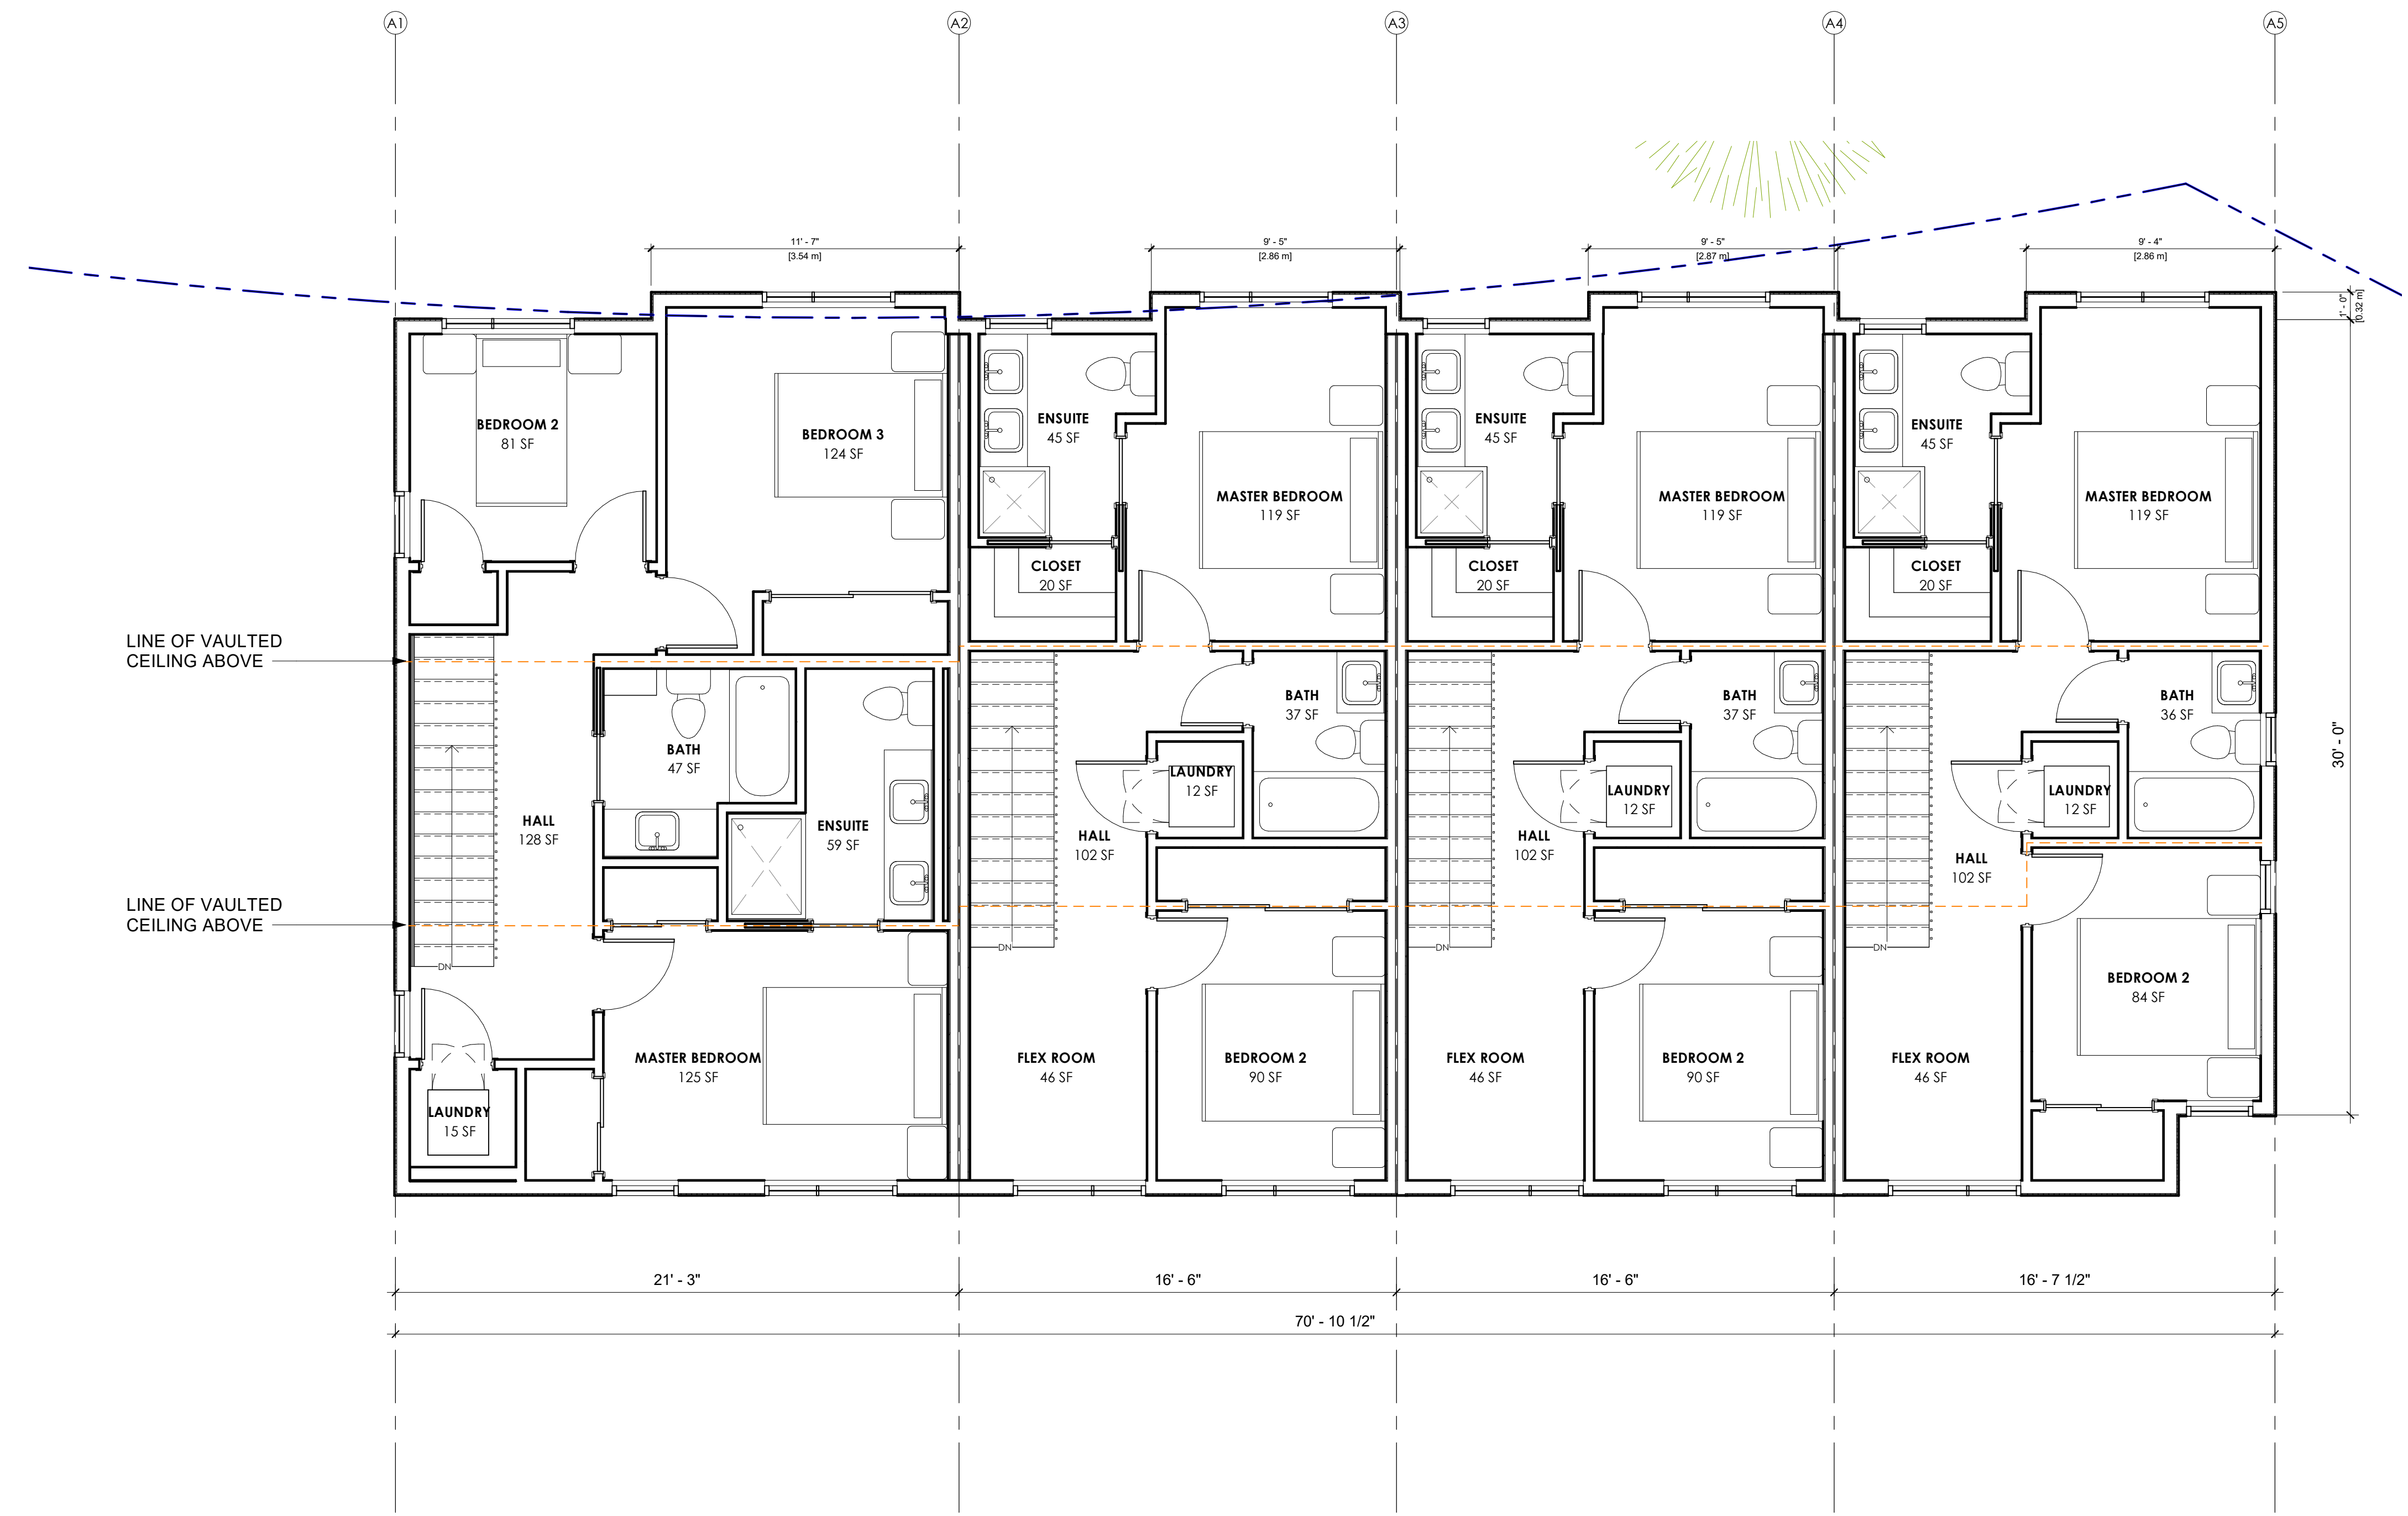 A1
A2
A3
A4
A5
11' - 7"
[3.54 m]
9' - 5"
[2.86 m]
9' - 5"
[2.87 m]
9' - 4"
[2.86 m]
1' - 0"
[0.32 m]
30' - 0"
BEDROOM 2
81 SF
BEDROOM 3
124 SF
LINE OF VAULTED
CEILING ABOVE
BATH
47 SF
HALL
128 SF
ENSUITE
59 SF
LINE OF VAULTED
CEILING ABOVE
DN
MASTER BEDROOM
125 SF
LAUNDRY
15 SF
ENSUITE
45 SF
MASTER BEDROOM
119 SF
CLOSET
20 SF
BATH
37 SF
LAUNDRY
12 SF
HALL
102 SF
DN
FLEX ROOM
46 SF
BEDROOM 2
90 SF
ENSUITE
45 SF
MASTER BEDROOM
119 SF
CLOSET
20 SF
BATH
37 SF
LAUNDRY
12 SF
HALL
102 SF
DN
FLEX ROOM
46 SF
BEDROOM 2
90 SF
ENSUITE
45 SF
MASTER BEDROOM
119 SF
CLOSET
20 SF
BATH
36 SF
LAUNDRY
12 SF
HALL
102 SF
DN
BEDROOM 2
84 SF
FLEX ROOM
46 SF
21' - 3"
16' - 6"
16' - 6"
16' - 7 1/2"
70' - 10 1/2"